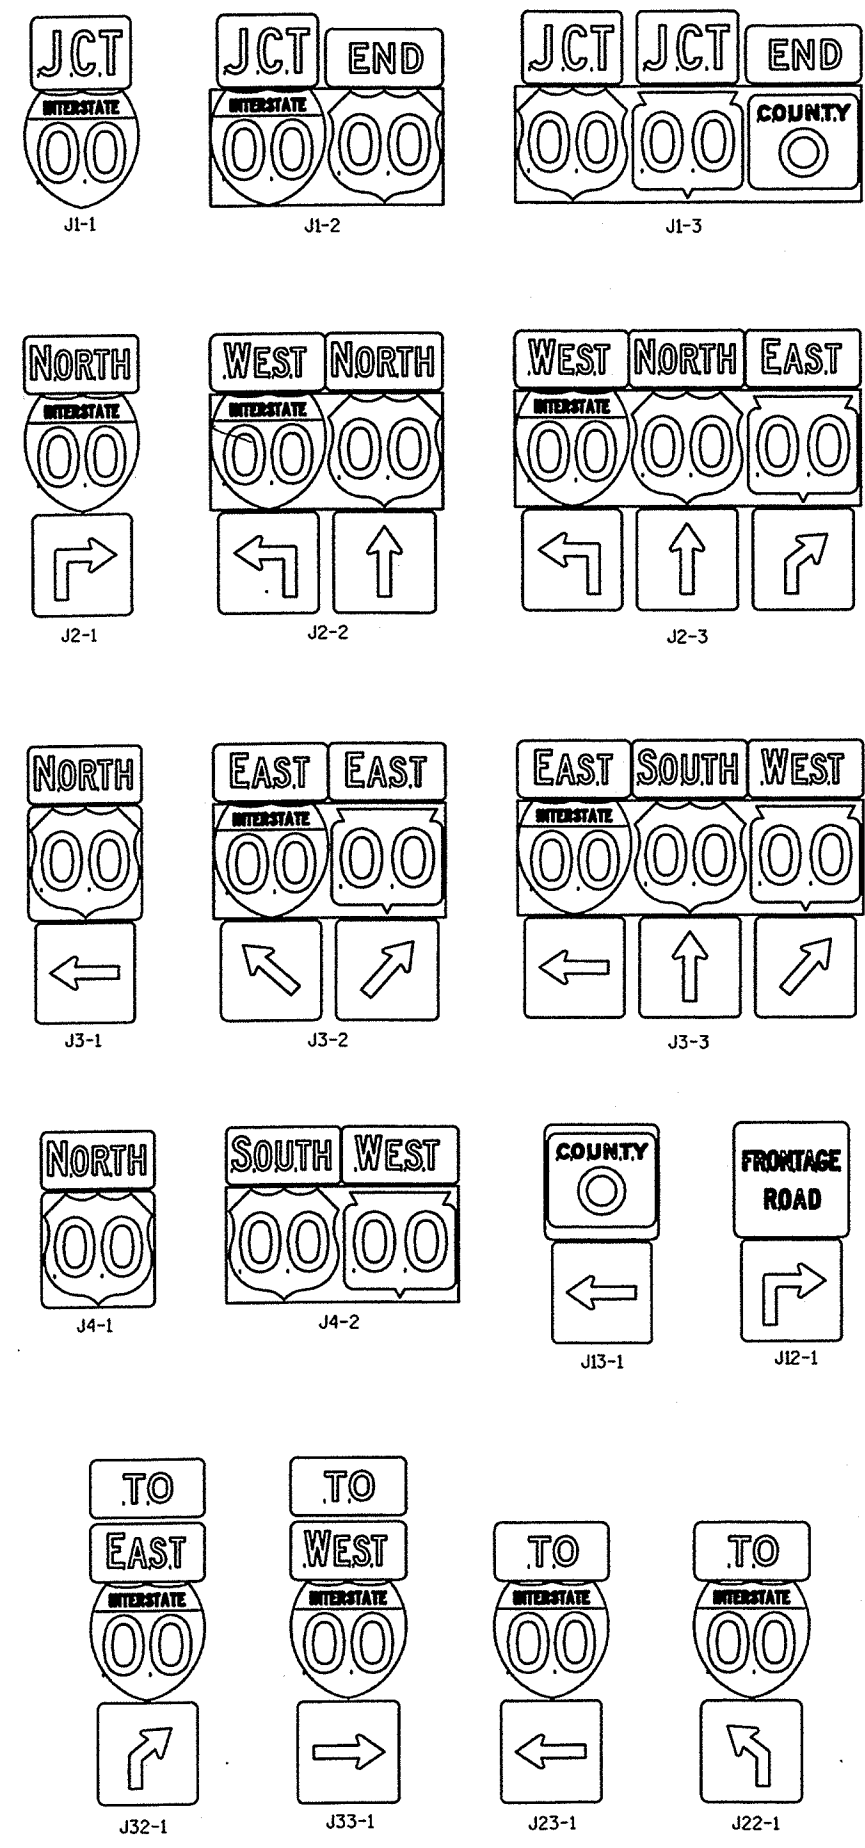 J.C.T J.C.T END J.C.T J.C.T END
INTERSTATE INTERSTATE COUNTY
00 00 00 00 00 0
J1-1 J1-2 J1-3
NORTH WEST NORTH WEST NORTH EAST
INTERSTATE INTERSTATE INTERSTATE
00 00 00 00 00 00
J2-1 J2-2 J2-3
NORTH EAST EAST EAST SOUTH WEST
INTERSTATE INTERSTATE
00 00 00 00 00 00
J3-1 J3-2 J3-3
NORTH SOUTH WEST COUNTY FRONTAGE
00 00 00 0 ROAD
J4-1 J4-2 J13-1 J12-1
TO TO
EAST WEST TO TO
INTERSTATE INTERSTATE INTERSTATE INTERSTATE
00 00 00 00
J32-1 J33-1 J23-1 J22-1